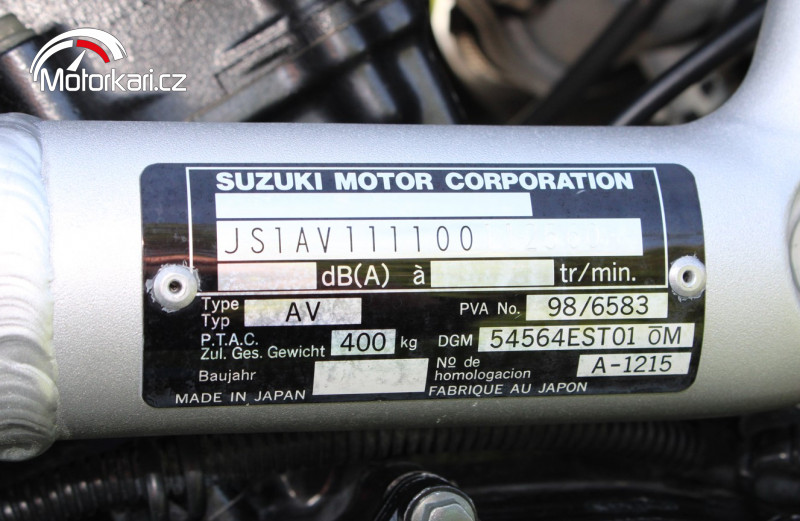 Motorkari.cz
SUZUKI MOTOR CORPORATION
JS1AV111100
dB(A) à tr/min.
Type
Typ AV PVA No. 98/6583
P.T.A.C.
Zul. Ges. Gewicht 400 kg DGM 54564EST01 ŌM
Baujahr Nº de
homologacion A-1215
MADE IN JAPAN FABRIQUE AU JAPON